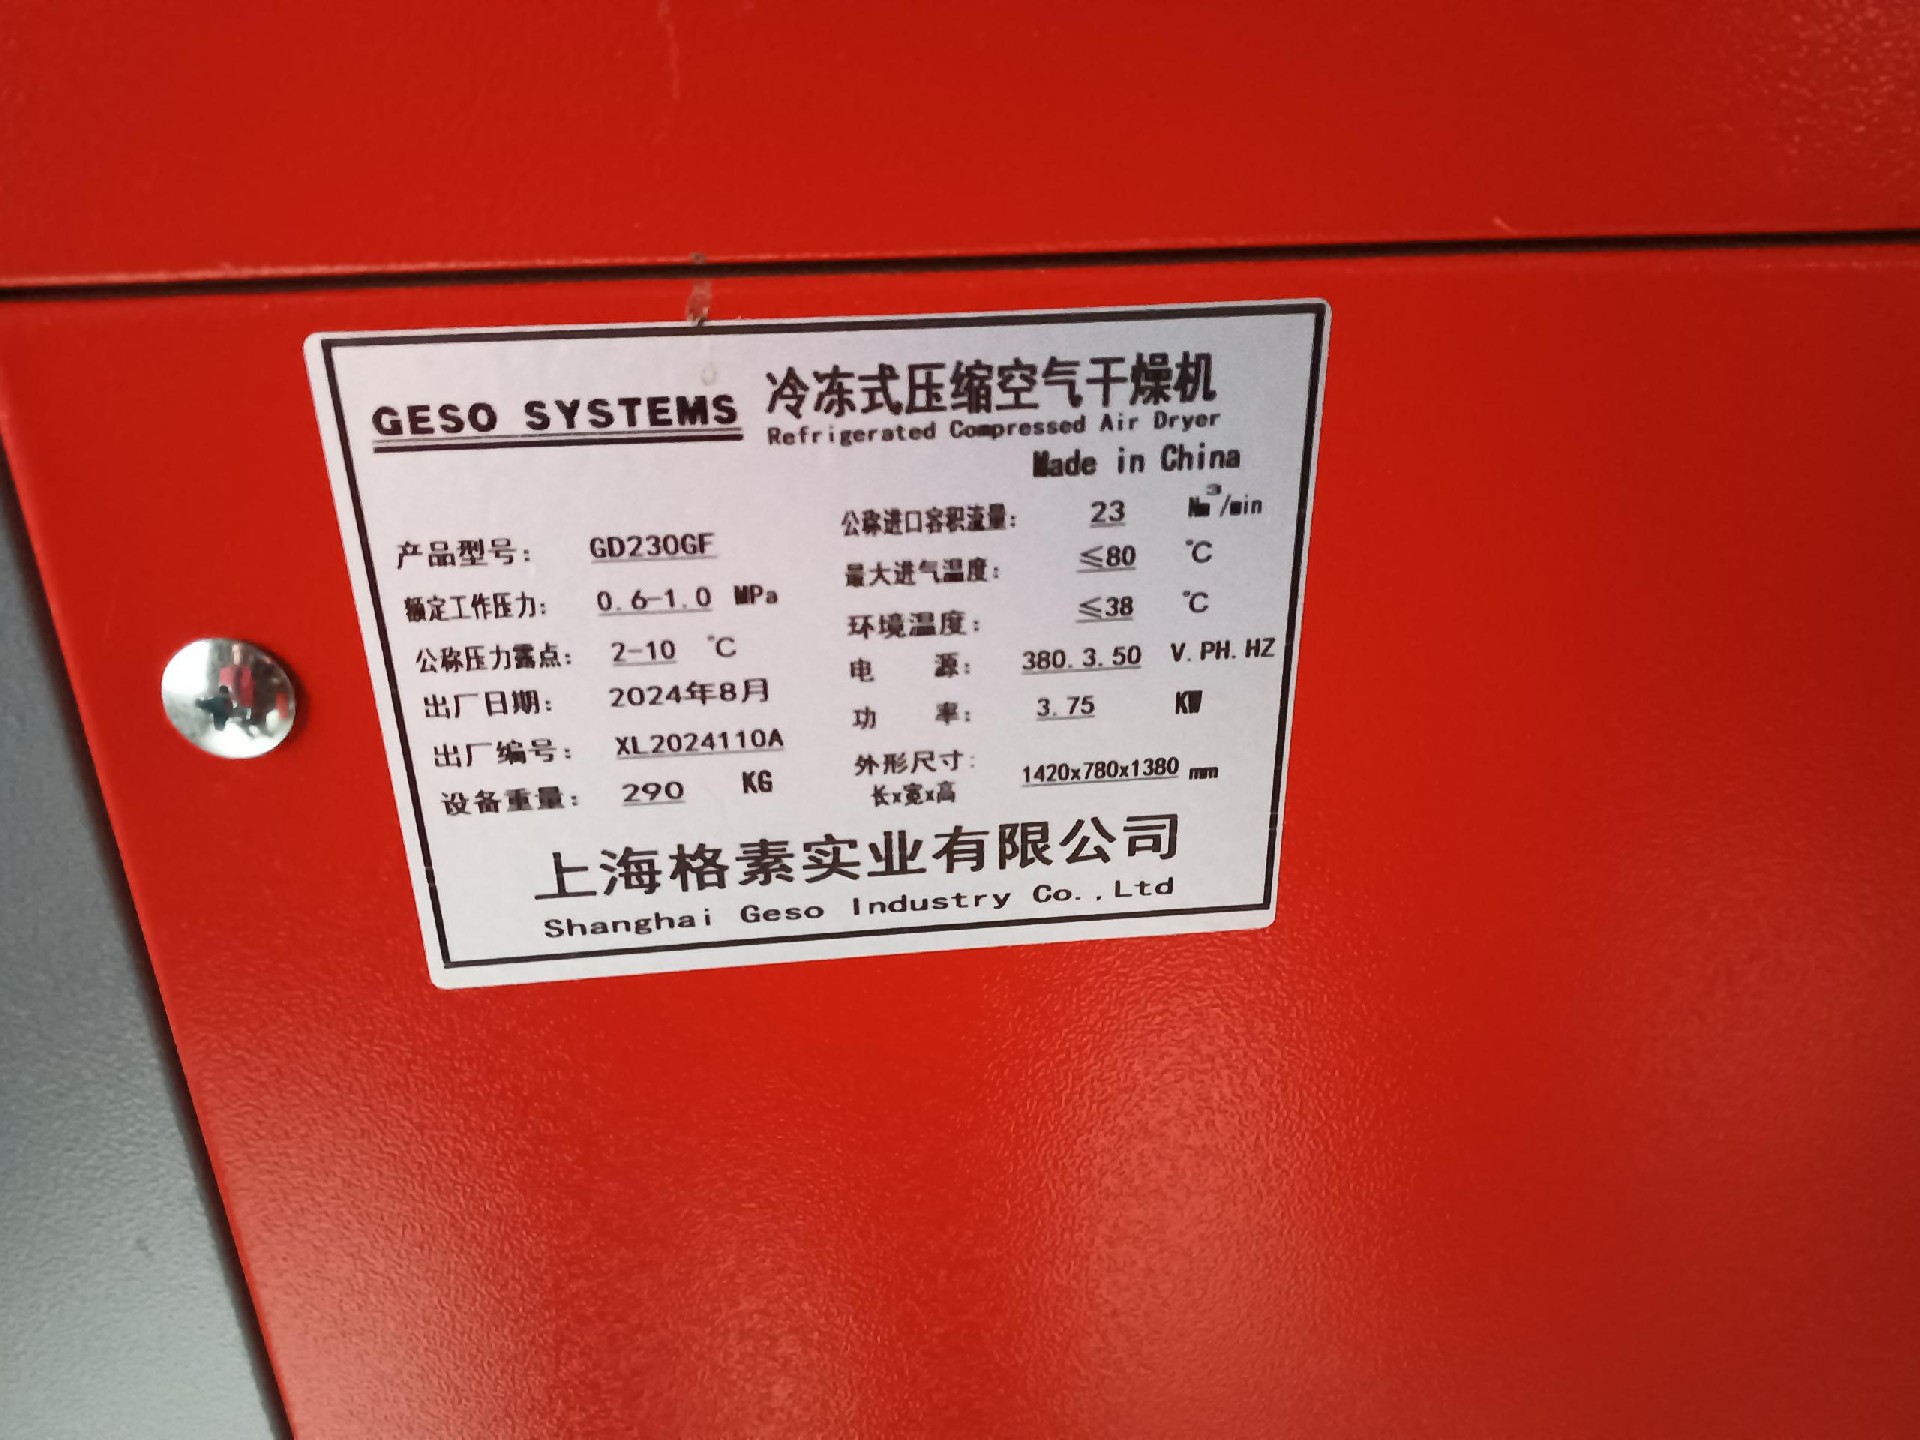 GESO SYSTEMS
冷冻式压缩空气干燥机
Refrigerated Compressed Air Dryer
Made in China
产品型号: GD230GF
额定工作压力: 0.6-1.0 MPa
公称压力露点: 2-10 ℃
出厂日期: 2024年8月
出厂编号: XL2024110A
设备重量: 290 KG
公称进口容积流量: 23 Nm³/min
最大进气温度: ≤80 ℃
环境温度: ≤38 ℃
电 源: 380.3.50 V.PH.HZ
功 率: 3.75 KW
外形尺寸: 1420x780x1380 mm
长x宽x高
上海格素实业有限公司
Shanghai Geso Industry Co.,Ltd